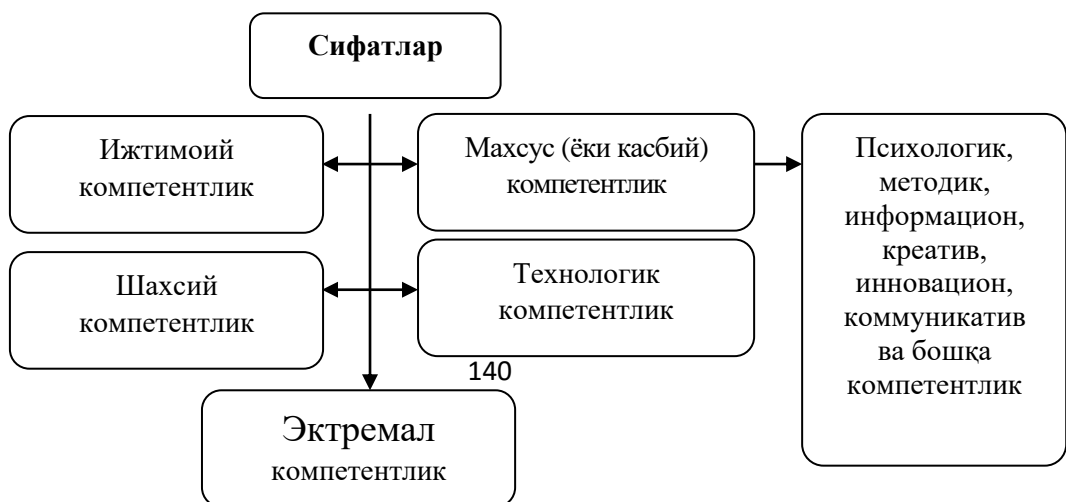 Сифатлар
Ижтимоий
компетентлик
Махсус (ёки касбий)
компетентлик
Психологик,
методик,
информацион,
креатив,
инновацион,
коммуникатив
ва бошқа
компетентлик
Шахсий
компетентлик
Технологик
компетентлик
140
Эктремал
компетентлик